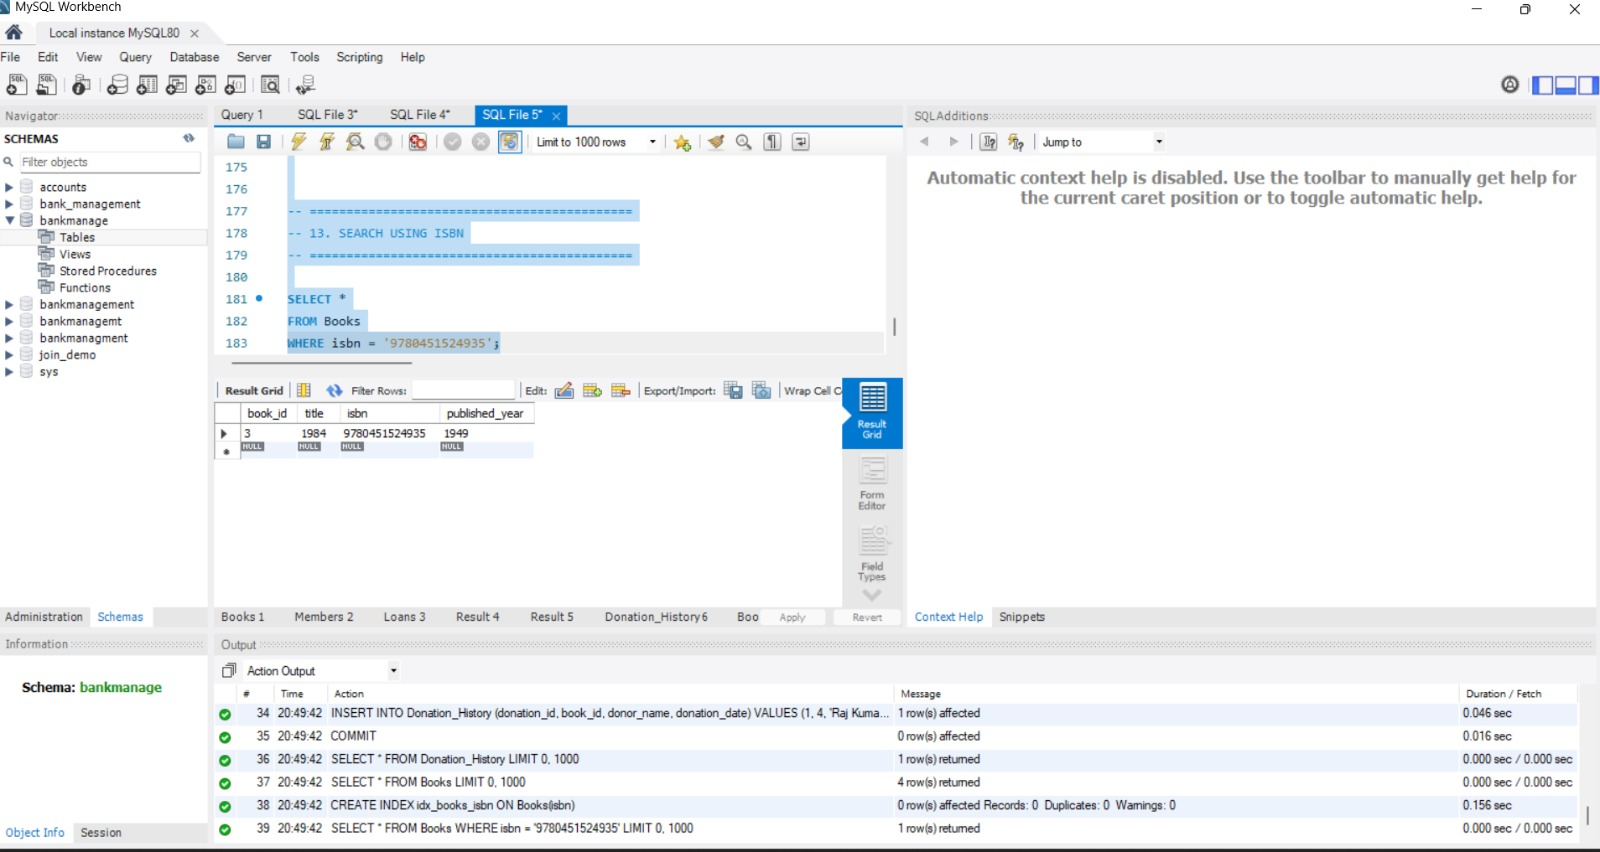 MySQL Workbench
Local instance MySQL80
File Edit View Query Database Server Tools Scripting Help
Navigator
SCHEMAS
Filter objects
accounts
bank_management
bankmanage
Tables
Views
Stored Procedures
Functions
bankmanagement
bankmanagemt
bankmanagment
join_demo
sys
Administration Schemas
Information
Schema: bankmanage
Object Info Session
Query 1 SQL File 3* SQL File 4* SQL File 5*
Limit to 1000 rows
175
176
177 -- ============================================
178 -- 13. SEARCH USING ISBN
179 -- ============================================
180
181 SELECT *
182 FROM Books
183 WHERE isbn = '9780451524935';
Result Grid Filter Rows: Edit: Export/Import: Wrap Cell C
book_id title isbn published_year
3 1984 9780451524935 1949
NULL NULL NULL NULL
Result
Grid
Form
Editor
Field
Types
Books 1 Members 2 Loans 3 Result 4 Result 5 Donation_History 6 Boo Apply Revert
SQLAdditions
Jump to
Automatic context help is disabled. Use the toolbar to manually get help for
the current caret position or to toggle automatic help.
Context Help Snippets
Output
Action Output
# Time Action Message Duration / Fetch
34 20:49:42 INSERT INTO Donation_History (donation_id, book_id, donor_name, donation_date) VALUES (1, 4, 'Raj Kuma... 1 row(s) affected 0.046 sec
35 20:49:42 COMMIT 0 row(s) affected 0.016 sec
36 20:49:42 SELECT * FROM Donation_History LIMIT 0, 1000 1 row(s) returned 0.000 sec / 0.000 sec
37 20:49:42 SELECT * FROM Books LIMIT 0, 1000 4 row(s) returned 0.000 sec / 0.000 sec
38 20:49:42 CREATE INDEX idx_books_isbn ON Books(isbn) 0 row(s) affected Records: 0 Duplicates: 0 Warnings: 0 0.156 sec
39 20:49:42 SELECT * FROM Books WHERE isbn = '9780451524935' LIMIT 0, 1000 1 row(s) returned 0.000 sec / 0.000 sec